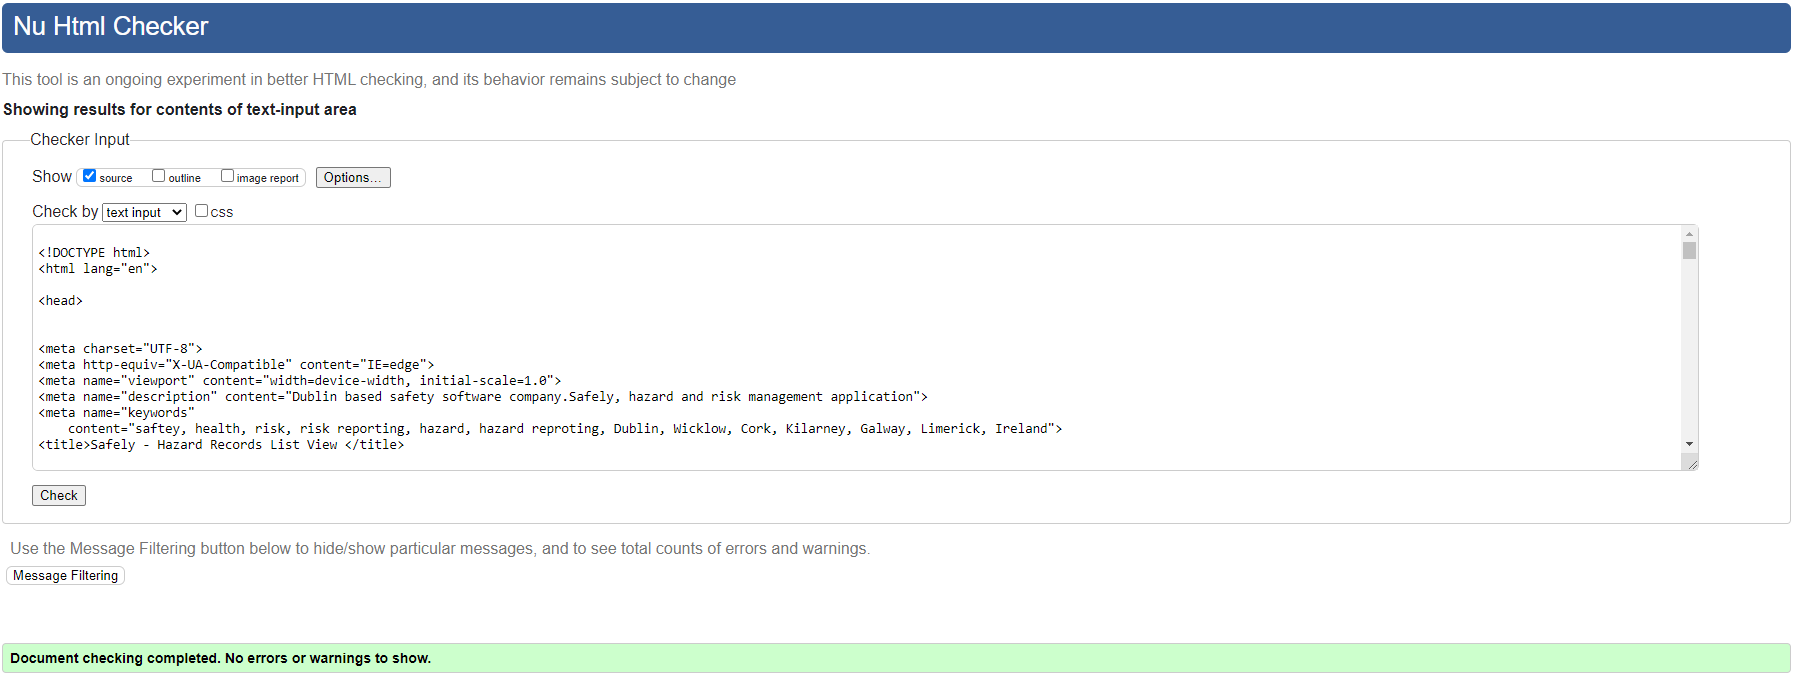 Nu Html Checker
This tool is an ongoing experiment in better HTML checking, and its behavior remains subject to change
Showing results for contents of text-input area
Checker Input
Show source outline image report Options...
Check by text input css
<!DOCTYPE html>
<html lang="en">
<head>
<meta charset="UTF-8">
<meta http-equiv="X-UA-Compatible" content="IE=edge">
<meta name="viewport" content="width=device-width, initial-scale=1.0">
<meta name="description" content="Dublin based safety software company.Safely, hazard and risk management application">
<meta name="keywords"
content="saftey, health, risk, risk reporting, hazard, hazard reproting, Dublin, Wicklow, Cork, Kilarney, Galway, Limerick, Ireland">
<title>Safely - Hazard Records List View </title>
Check
Use the Message Filtering button below to hide/show particular messages, and to see total counts of errors and warnings.
Message Filtering
Document checking completed. No errors or warnings to show.